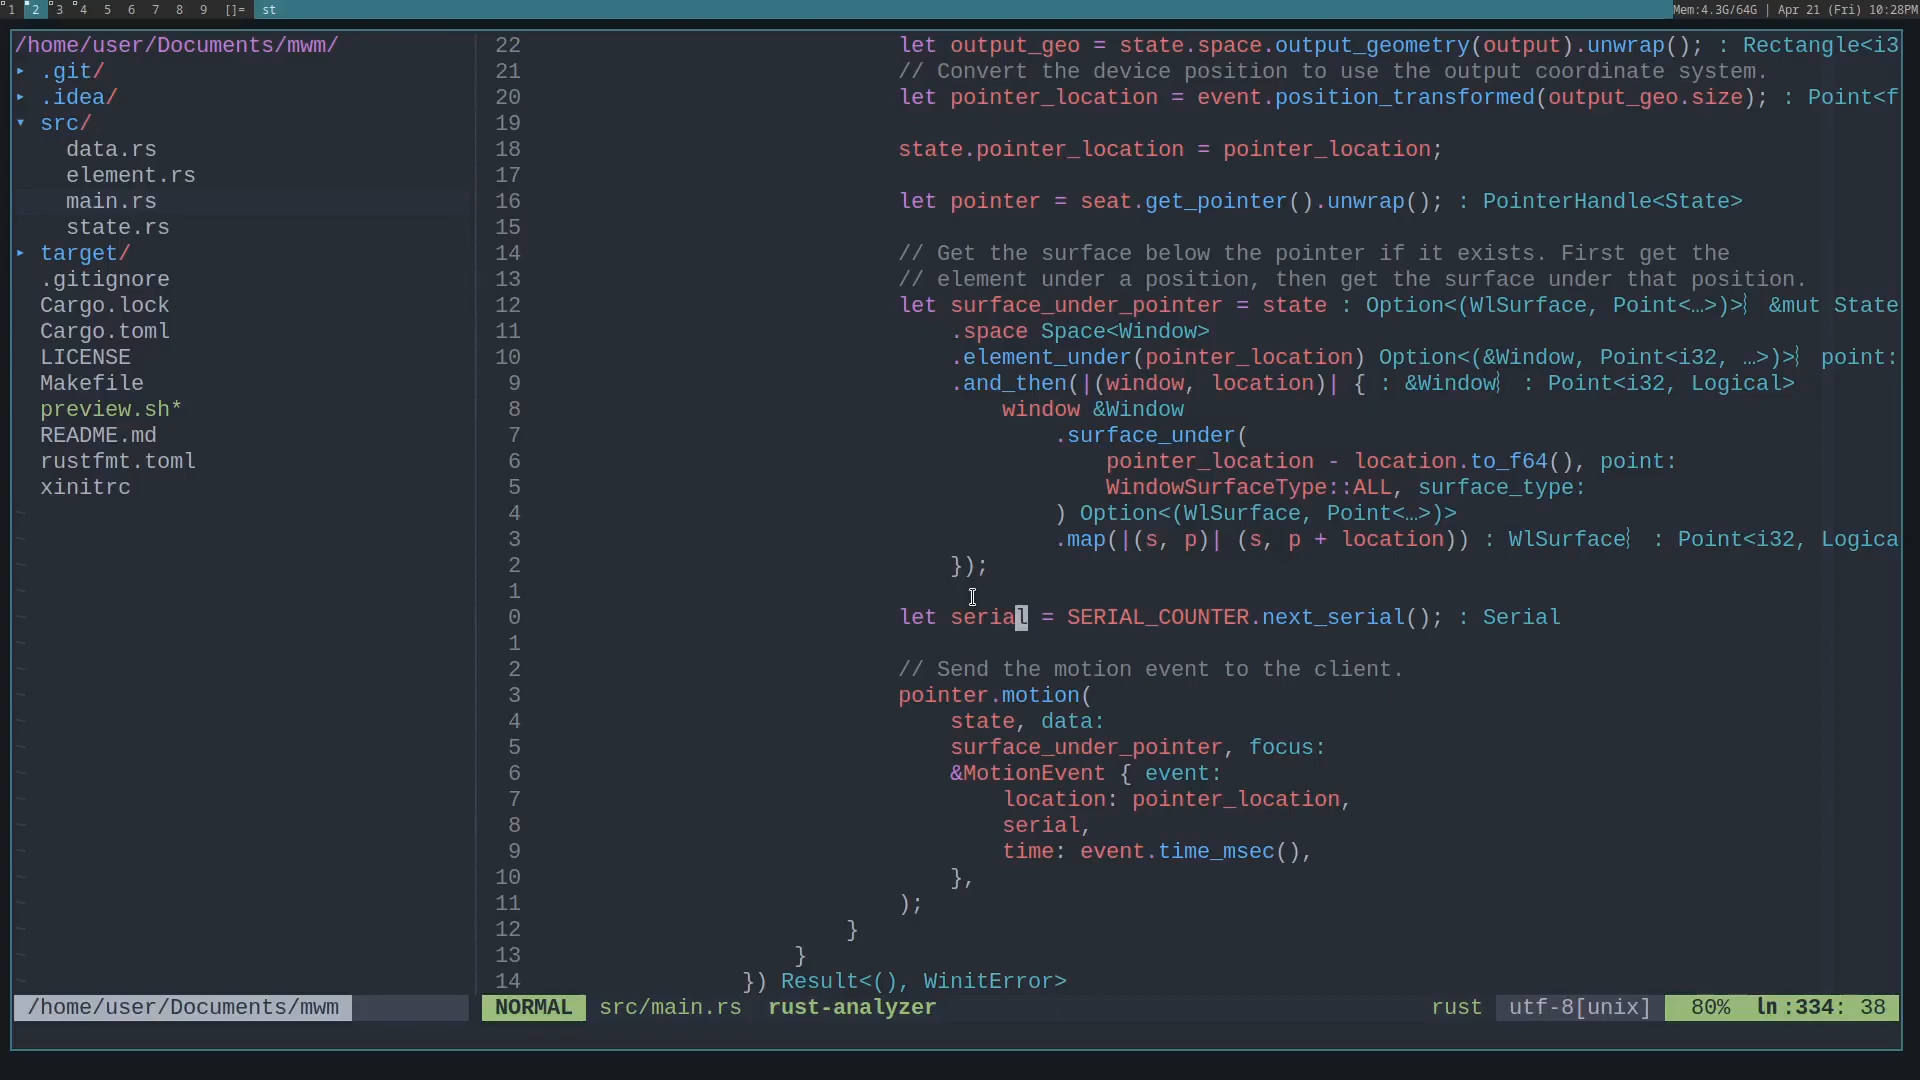 1 2 3 4 5 6 7 8 9 []= st Mem:4.3G/64G | Apr 21 (Fri) 10:28PM
/home/user/Documents/mwm/
▸ .git/
▸ .idea/
▾ src/
data.rs
element.rs
main.rs
state.rs
▸ target/
.gitignore
Cargo.lock
Cargo.toml
LICENSE
Makefile
preview.sh*
README.md
rustfmt.toml
xinitrc
/home/user/Documents/mwm
22 let output_geo = state.space.output_geometry(output).unwrap(); : Rectangle<i3
21 // Convert the device position to use the output coordinate system.
20 let pointer_location = event.position_transformed(output_geo.size); : Point<f
19
18 state.pointer_location = pointer_location;
17
16 let pointer = seat.get_pointer().unwrap(); : PointerHandle<State>
15
14 // Get the surface below the pointer if it exists. First get the
13 // element under a position, then get the surface under that position.
12 let surface_under_pointer = state : Option<(WlSurface, Point<…>)>⦚ &mut State
11 .space Space<Window>
10 .element_under(pointer_location) Option<(&Window, Point<i32, …>)>⦚ point:
9 .and_then(|(window, location)| { : &Window⦚ : Point<i32, Logical>
8 window &Window
7 .surface_under(
6 pointer_location - location.to_f64(), point:
5 WindowSurfaceType::ALL, surface_type:
4 ) Option<(WlSurface, Point<…>)>
3 .map(|(s, p)| (s, p + location)) : WlSurface⦚ : Point<i32, Logica
2 });
1
0 let serial = SERIAL_COUNTER.next_serial(); : Serial
1
2 // Send the motion event to the client.
3 pointer.motion(
4 state, data:
5 surface_under_pointer, focus:
6 &MotionEvent { event:
7 location: pointer_location,
8 serial,
9 time: event.time_msec(),
10 },
11 );
12 }
13 }
14 }) Result<(), WinitError>
NORMAL src/main.rs rust-analyzer rust utf-8[unix] 80% ln :334: 38